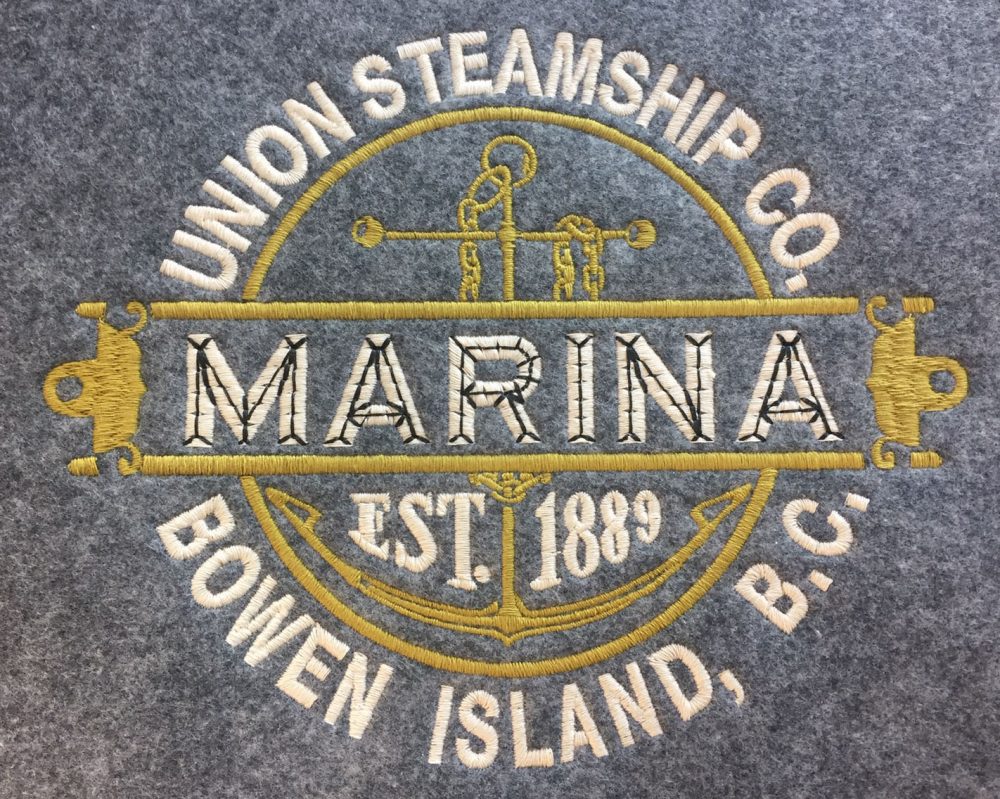 UNION STEAMSHIP CO.
MARINA
EST. 1889
BOWEN ISLAND, B.C.